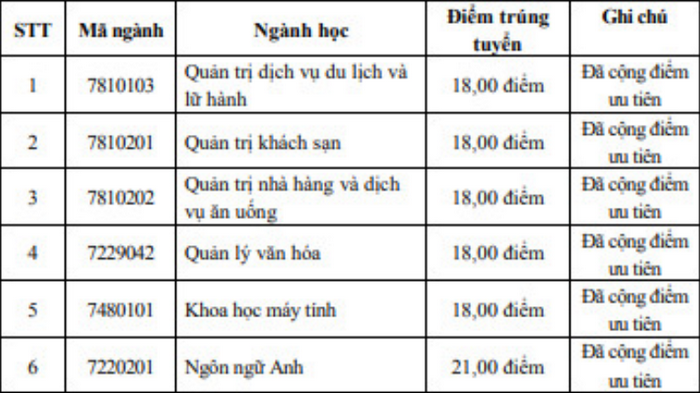 STT Mã ngành Ngành học Điểm trúng tuyển Ghi chú
1 7810103 Quản trị dịch vụ du lịch và lữ hành 18,00 điểm Đã cộng điểm ưu tiên
2 7810201 Quản trị khách sạn 18,00 điểm Đã cộng điểm ưu tiên
3 7810202 Quản trị nhà hàng và dịch vụ ăn uống 18,00 điểm Đã cộng điểm ưu tiên
4 7229042 Quản lý văn hóa 18,00 điểm Đã cộng điểm ưu tiên
5 7480101 Khoa học máy tính 18,00 điểm Đã cộng điểm ưu tiên
6 7220201 Ngôn ngữ Anh 21,00 điểm Đã cộng điểm ưu tiên